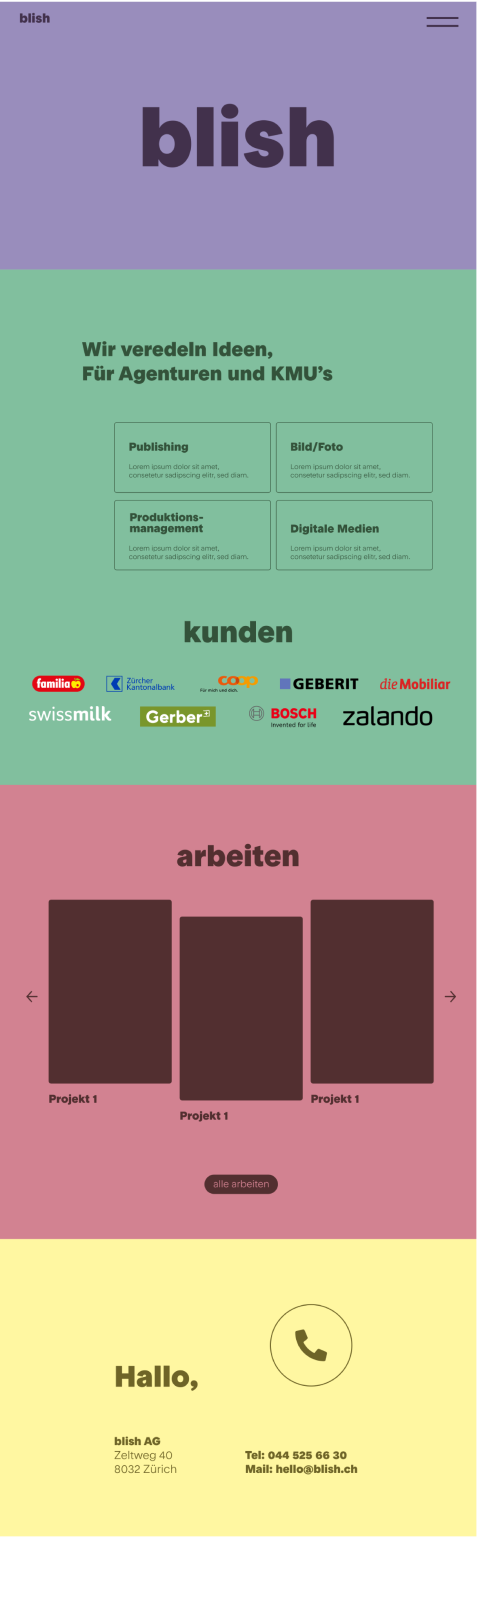 blish
blish
Wir veredeln Ideen,
Für Agenturen und KMU's
Publishing
Lorem ipsum dolor sit amet,
consetetur sadipscing elitr, sed diam.
Bild/Foto
Lorem ipsum dolor sit amet,
consetetur sadipscing elitr, sed diam.
Produktions-
management
Lorem ipsum dolor sit amet,
consetetur sadipscing elitr, sed diam.
Digitale Medien
Lorem ipsum dolor sit amet,
consetetur sadipscing elitr, sed diam.
kunden
familia
Zürcher
Kantonalbank
coop
Für mich und dich.
GEBERIT
die Mobiliar
swissmilk
Gerber
BOSCH
Invented for life
zalando
arbeiten
Projekt 1
Projekt 1
Projekt 1
alle arbeiten
Hallo,
blish AG
Zeltweg 40
8032 Zürich
Tel: 044 525 66 30
Mail: hello@blish.ch